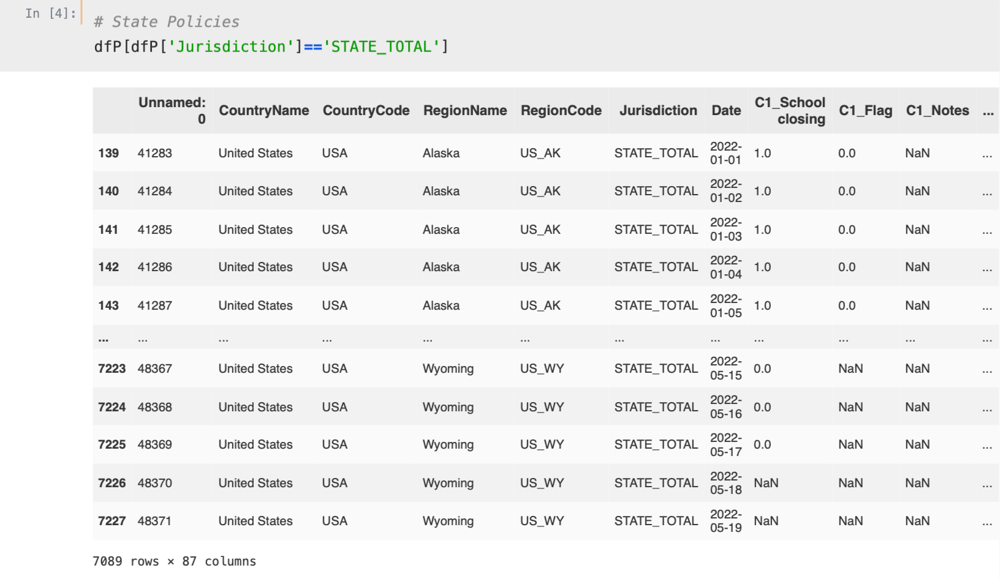 In [4]:
# State Policies
dfP[dfP['Jurisdiction']=='STATE_TOTAL']
Unnamed: 0 CountryName CountryCode RegionName RegionCode Jurisdiction Date C1_School closing C1_Flag C1_Notes ...
139 41283 United States USA Alaska US_AK STATE_TOTAL 2022-01-01 1.0 0.0 NaN ...
140 41284 United States USA Alaska US_AK STATE_TOTAL 2022-01-02 1.0 0.0 NaN ...
141 41285 United States USA Alaska US_AK STATE_TOTAL 2022-01-03 1.0 0.0 NaN ...
142 41286 United States USA Alaska US_AK STATE_TOTAL 2022-01-04 1.0 0.0 NaN ...
143 41287 United States USA Alaska US_AK STATE_TOTAL 2022-01-05 1.0 0.0 NaN ...
... ... ... ... ... ... ... ... ... ... ... ...
7223 48367 United States USA Wyoming US_WY STATE_TOTAL 2022-05-15 0.0 NaN NaN ...
7224 48368 United States USA Wyoming US_WY STATE_TOTAL 2022-05-16 0.0 NaN NaN ...
7225 48369 United States USA Wyoming US_WY STATE_TOTAL 2022-05-17 0.0 NaN NaN ...
7226 48370 United States USA Wyoming US_WY STATE_TOTAL 2022-05-18 NaN NaN NaN ...
7227 48371 United States USA Wyoming US_WY STATE_TOTAL 2022-05-19 NaN NaN NaN ...
7089 rows × 87 columns